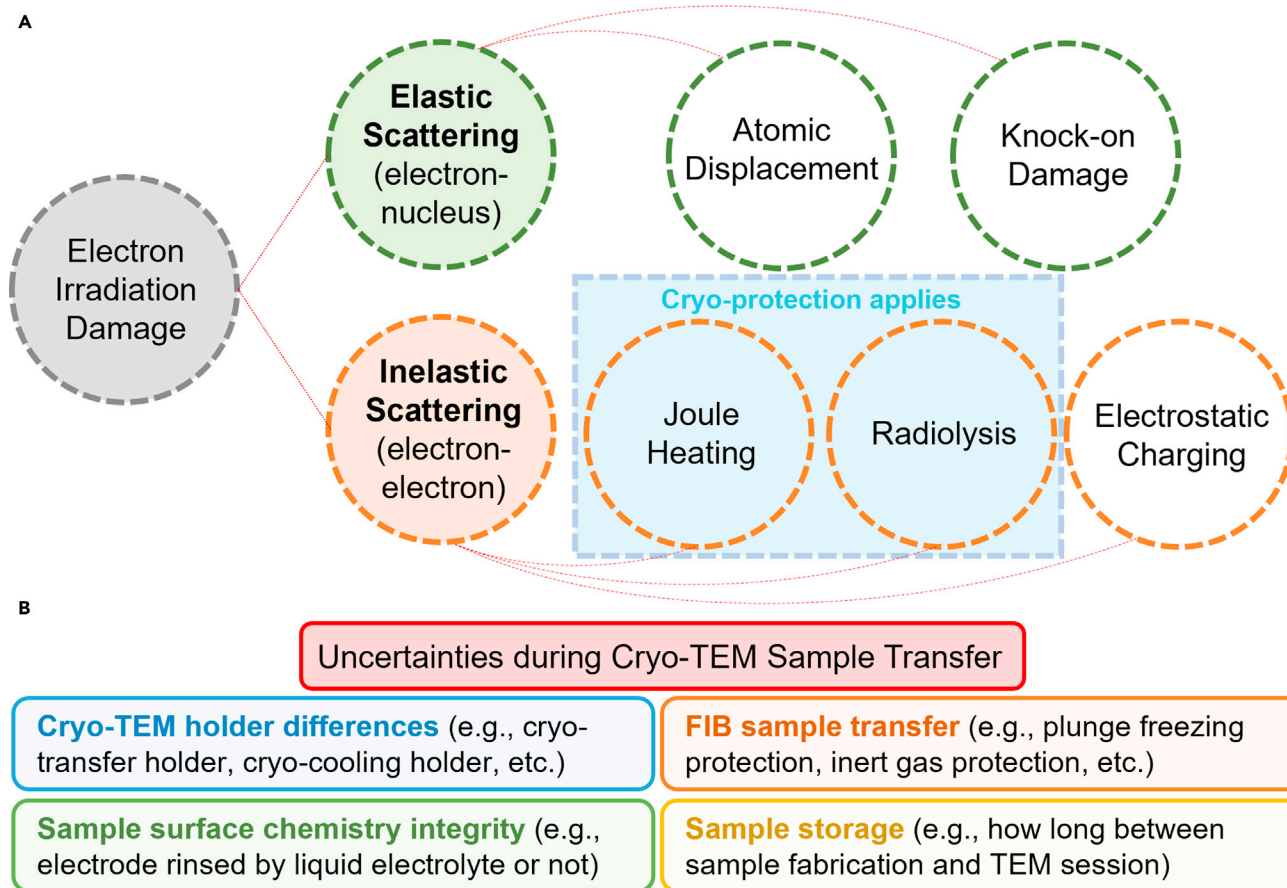 A
Elastic
Scattering
(electron-
nucleus)
Atomic
Displacement
Knock-on
Damage
Electron
Irradiation
Damage
Cryo-protection applies
Inelastic
Scattering
(electron-
electron)
Joule
Heating
Radiolysis
Electrostatic
Charging
B
Uncertainties during Cryo-TEM Sample Transfer
Cryo-TEM holder differences (e.g., cryo-
transfer holder, cryo-cooling holder, etc.)
FIB sample transfer (e.g., plunge freezing
protection, inert gas protection, etc.)
Sample surface chemistry integrity (e.g.,
electrode rinsed by liquid electrolyte or not)
Sample storage (e.g., how long between
sample fabrication and TEM session)